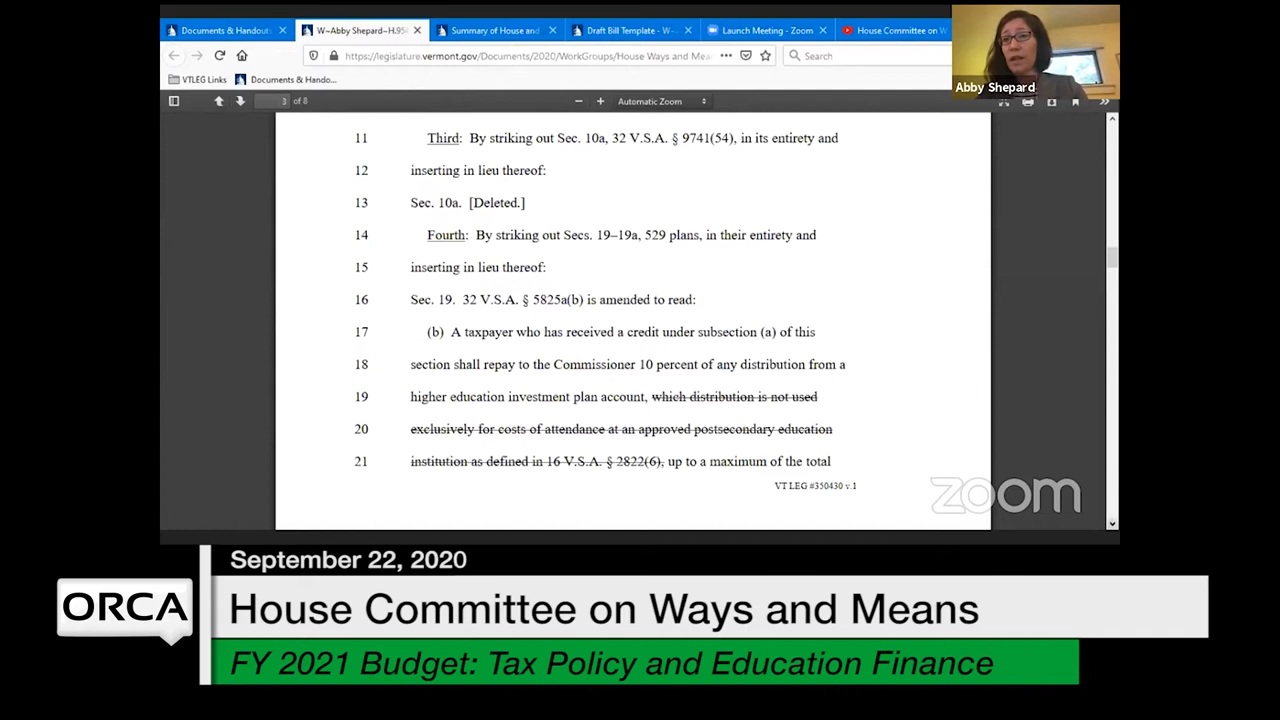 Documents & Handouts
W~Abby Shepard~H.954
Summary of House and
Draft Bill Template - W~
Launch Meeting - Zoom
House Committee on W
https://legislature.vermont.gov/Documents/2020/WorkGroups/House Ways and Mea
Search
VTLEG Links
Documents & Hando...
Abby Shepard
3 of 8
Automatic Zoom
11 Third: By striking out Sec. 10a, 32 V.S.A. § 9741(54), in its entirety and
12 inserting in lieu thereof:
13 Sec. 10a. [Deleted.]
14 Fourth: By striking out Secs. 19–19a, 529 plans, in their entirety and
15 inserting in lieu thereof:
16 Sec. 19. 32 V.S.A. § 5825a(b) is amended to read:
17 (b) A taxpayer who has received a credit under subsection (a) of this
18 section shall repay to the Commissioner 10 percent of any distribution from a
19 higher education investment plan account, which distribution is not used
20 exclusively for costs of attendance at an approved postsecondary education
21 institution as defined in 16 V.S.A. § 2822(6), up to a maximum of the total
VT LEG #350430 v.1
zoom
September 22, 2020
ORCA
House Committee on Ways and Means
FY 2021 Budget: Tax Policy and Education Finance